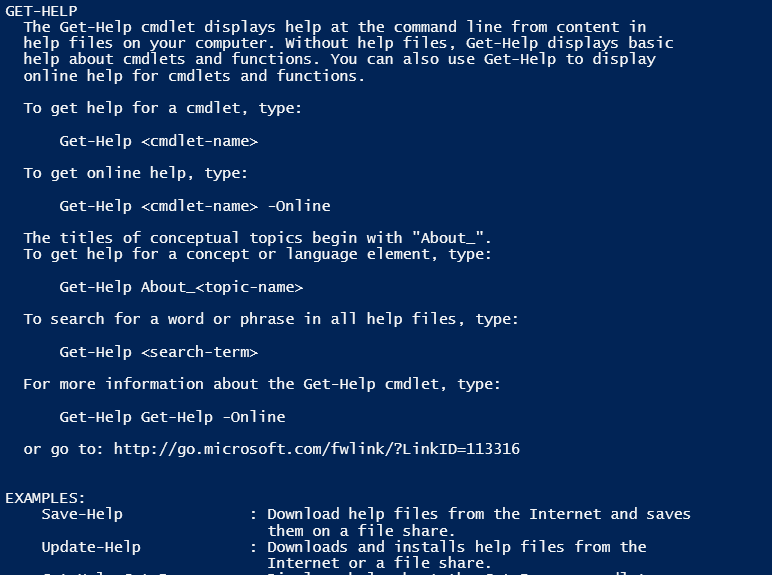 GET-HELP
The Get-Help cmdlet displays help at the command line from content in
help files on your computer. Without help files, Get-Help displays basic
help about cmdlets and functions. You can also use Get-Help to display
online help for cmdlets and functions.
To get help for a cmdlet, type:
Get-Help <cmdlet-name>
To get online help, type:
Get-Help <cmdlet-name> -Online
The titles of conceptual topics begin with "About_".
To get help for a concept or language element, type:
Get-Help About_<topic-name>
To search for a word or phrase in all help files, type:
Get-Help <search-term>
For more information about the Get-Help cmdlet, type:
Get-Help Get-Help -Online
or go to: http://go.microsoft.com/fwlink/?LinkID=113316
EXAMPLES:
Save-Help : Download help files from the Internet and saves
them on a file share.
Update-Help : Downloads and installs help files from the
Internet or a file share.